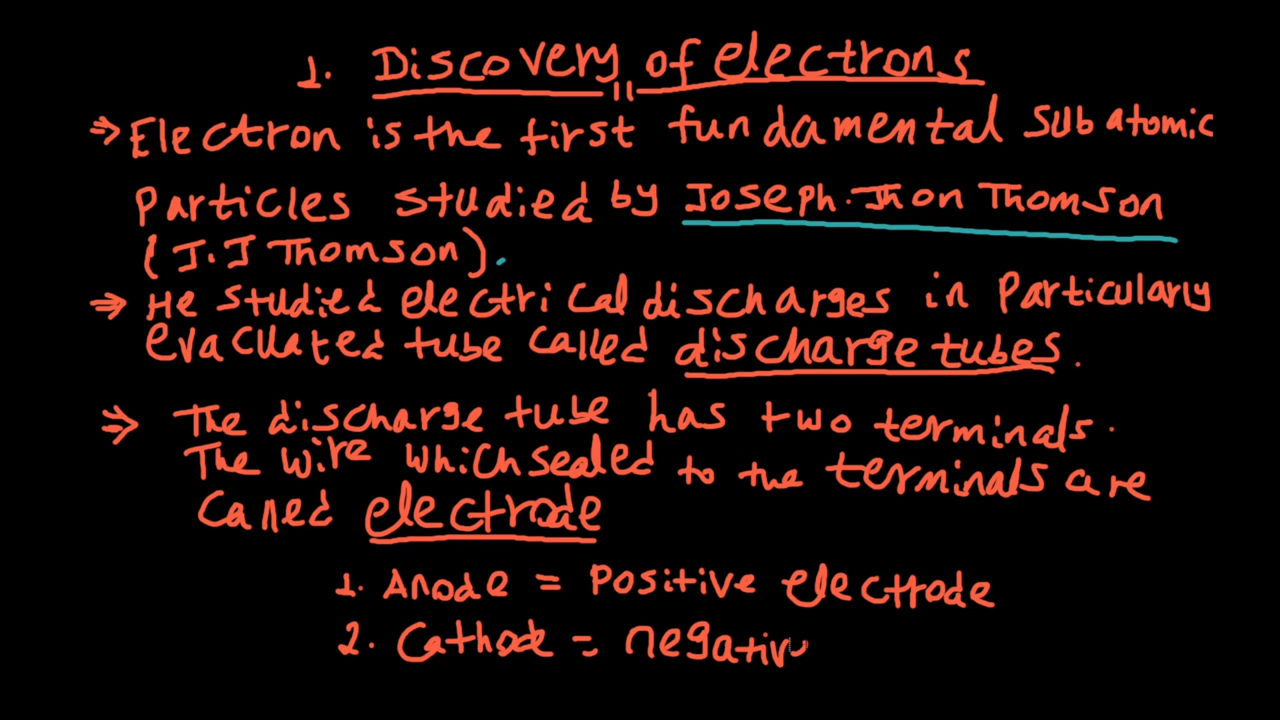 1. Discovery of electrons
⇒ Electron is the first fundamental subatomic
Particles studied by Joseph. Jhon Thomson
(J.J Thomson).
⇒ He studied electrical discharges in Particularly
evacuated tube called discharge tubes.
⇒ The discharge tube has two terminals.
The wire which sealed to the terminals are
called electrode
1. Anode = Positive electrode
2. Cathode = negativ